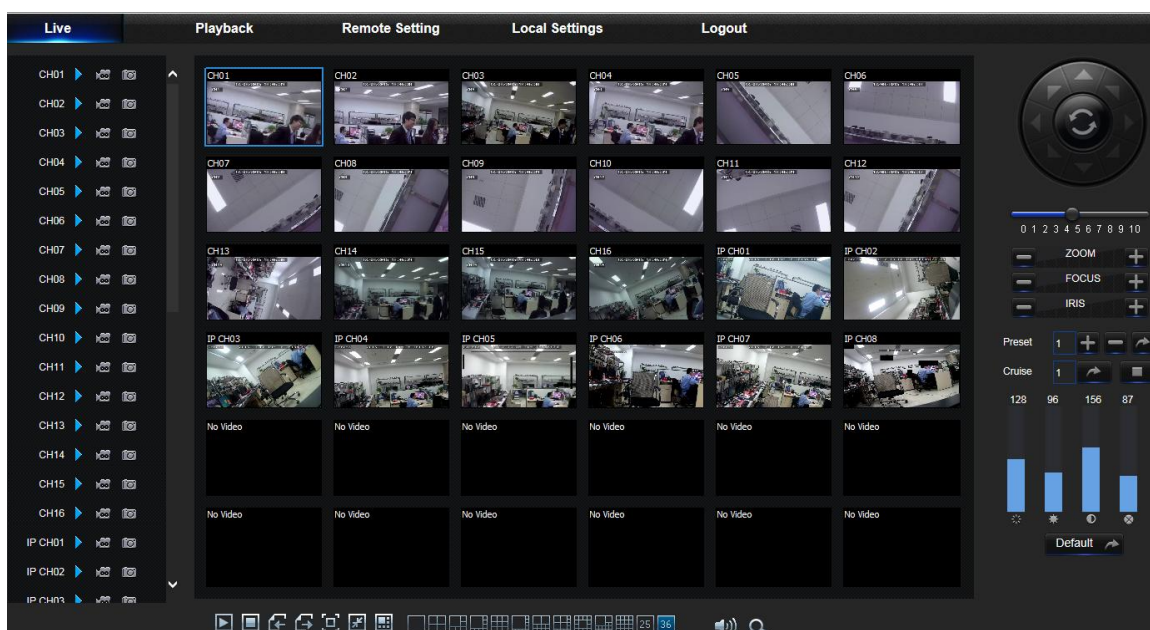 Live Playback Remote Setting Local Settings Logout
CH01
CH02
CH03
CH04
CH05
CH06
CH07
CH08
CH09
CH10
CH11
CH12
CH13
CH14
CH15
CH16
IP CH01
IP CH02
IP CH03
CH01 CH02 CH03 CH04 CH05 CH06
CH07 CH08 CH09 CH10 CH11 CH12
CH13 CH14 CH15 CH16 IP CH01 IP CH02
IP CH03 IP CH04 IP CH05 IP CH06 IP CH07 IP CH08
No Video No Video No Video No Video No Video No Video
No Video No Video No Video No Video No Video No Video
25 36
0 1 2 3 4 5 6 7 8 9 10
ZOOM
FOCUS
IRIS
Preset 1
Cruise 1
128 96 156 87
Default